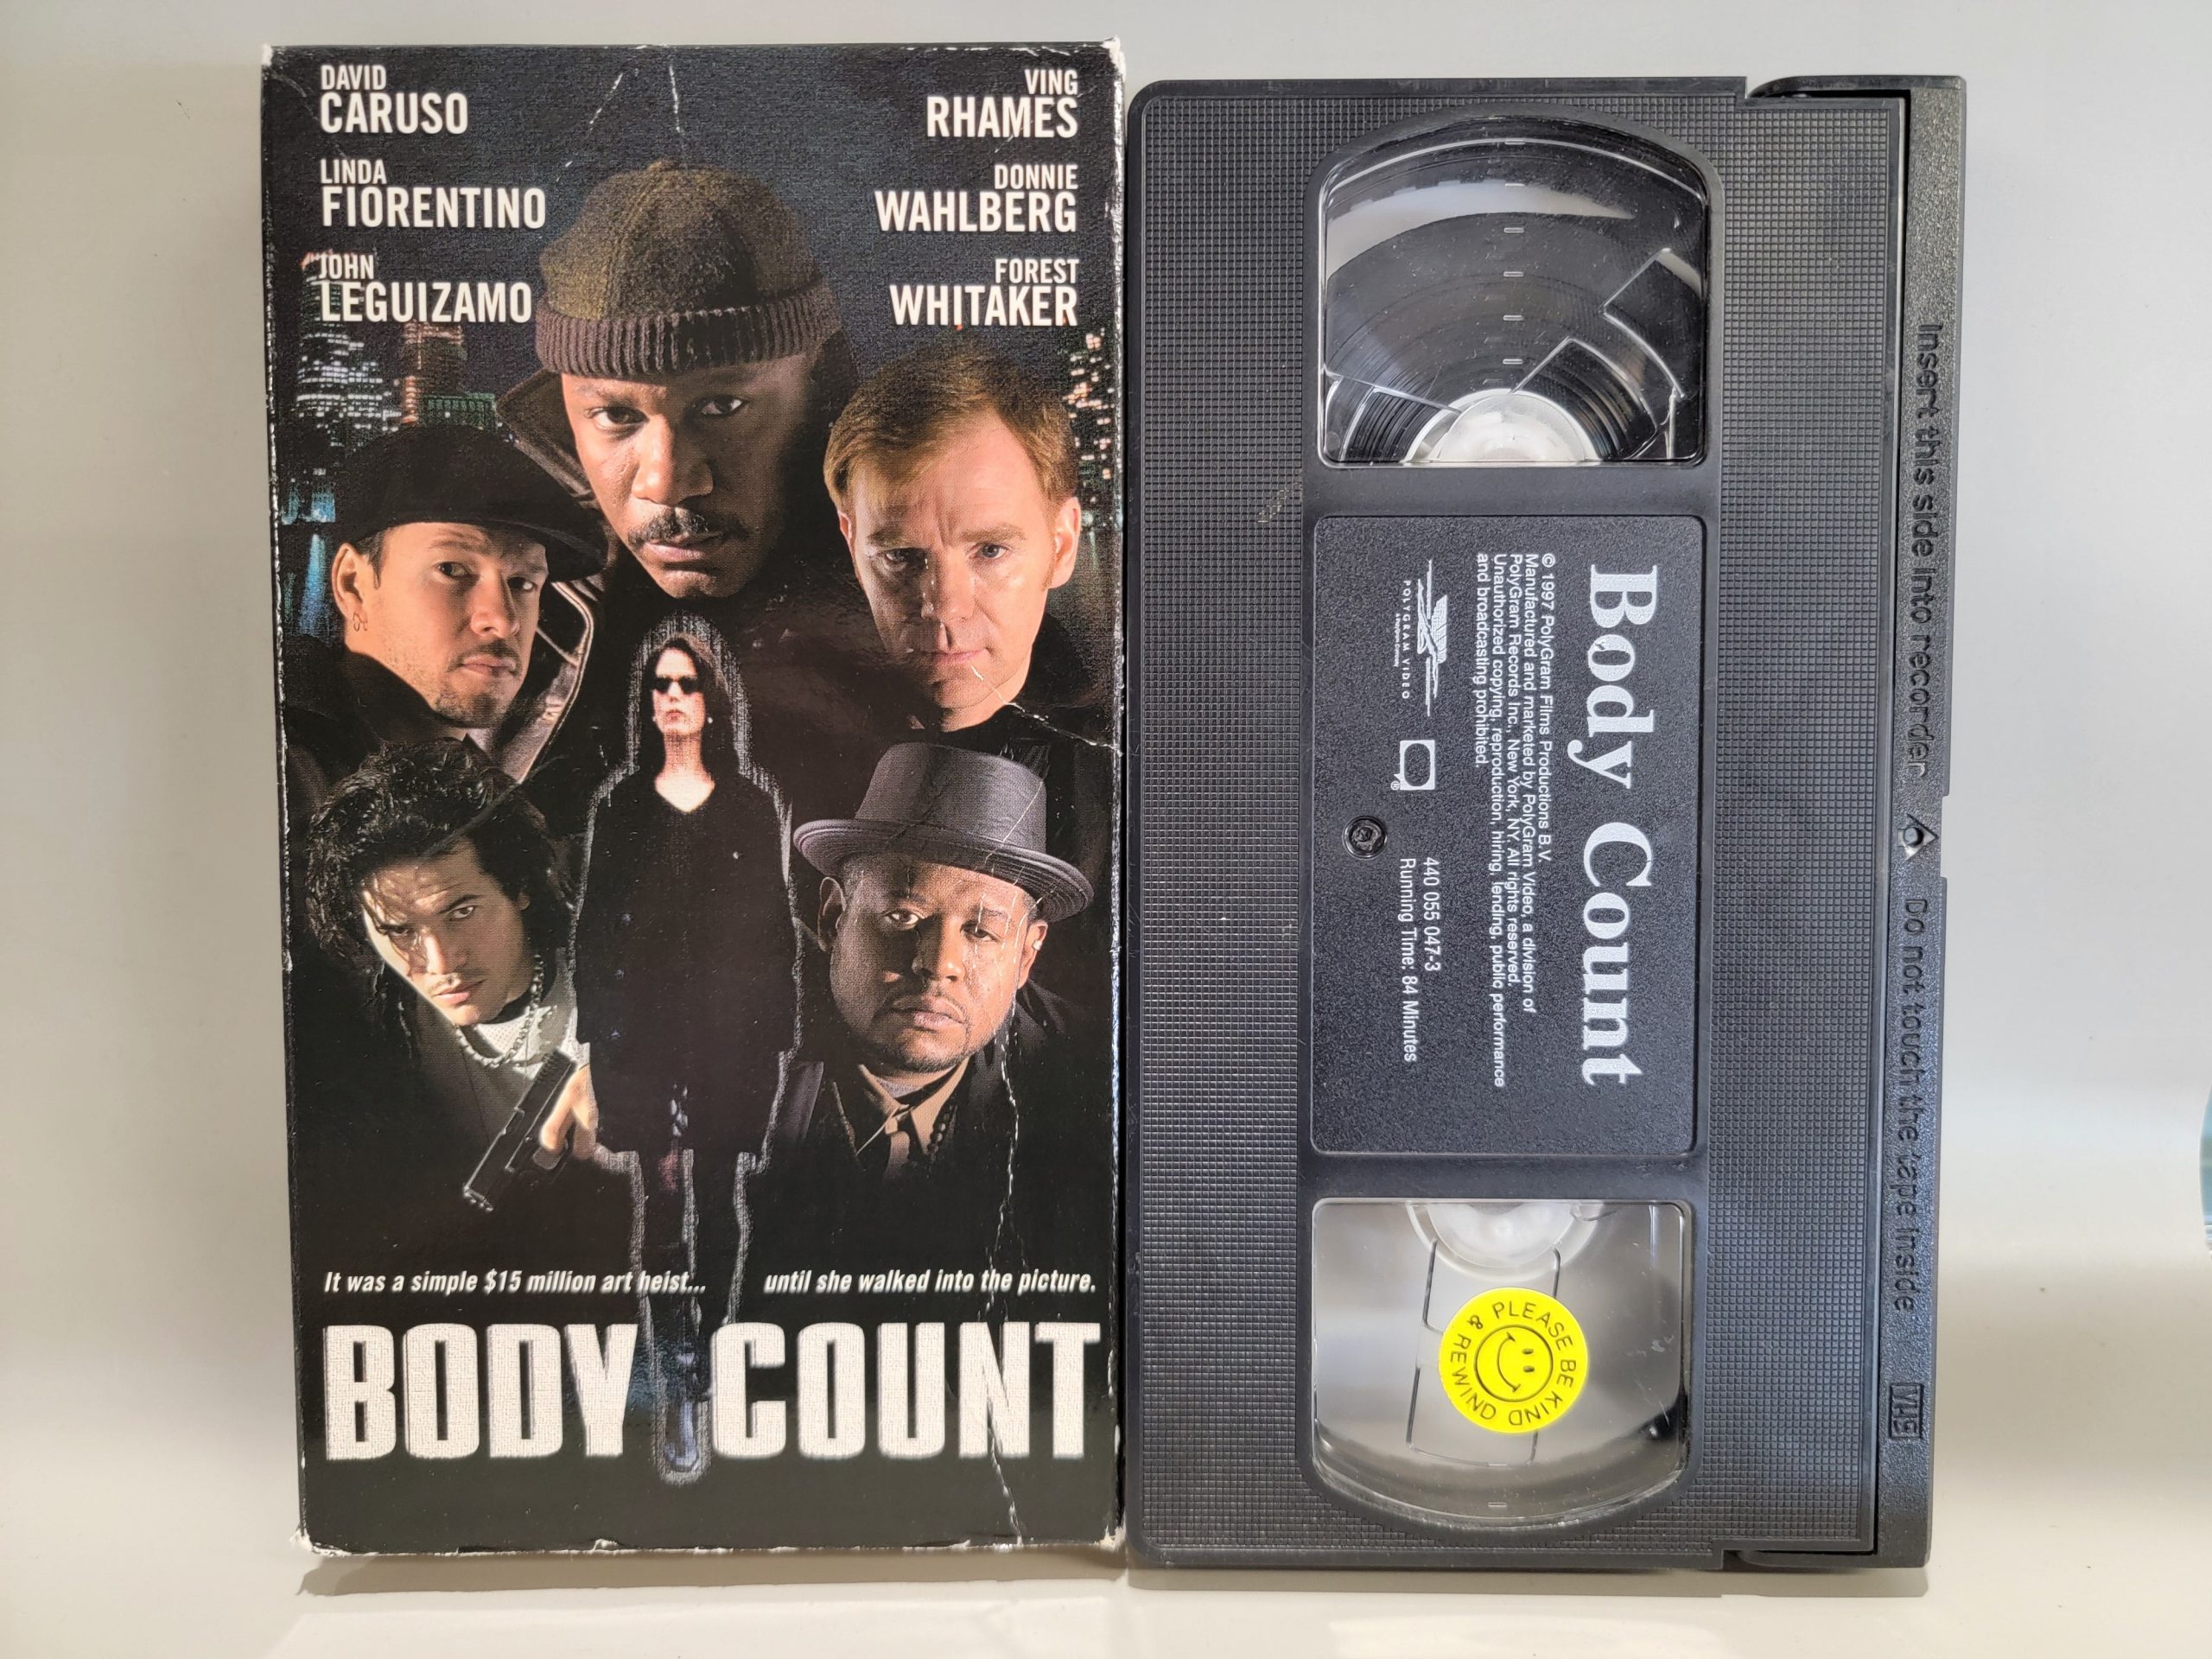 DAVID
CARUSO
LINDA
FIORENTINO
JOHN
LEGUIZAMO
VING
RHAMES
DONNIE
WAHLBERG
FOREST
WHITAKER
It was a simple $15 million art heist... until she walked into the picture.
BODY COUNT
Body Count
© 1997 PolyGram Films Productions B.V.
Manufactured and marketed by PolyGram Video, a division of
PolyGram Records Inc., New York, NY. All rights reserved.
Unauthorized copying, reproduction, hiring, lending, public performance
and broadcasting prohibited.
POLYGRAM VIDEO
440 055 047-3
Running Time: 84 Minutes
PLEASE BE KIND & REWIND
Insert this side into recorder
Do not touch the tape inside
VHS